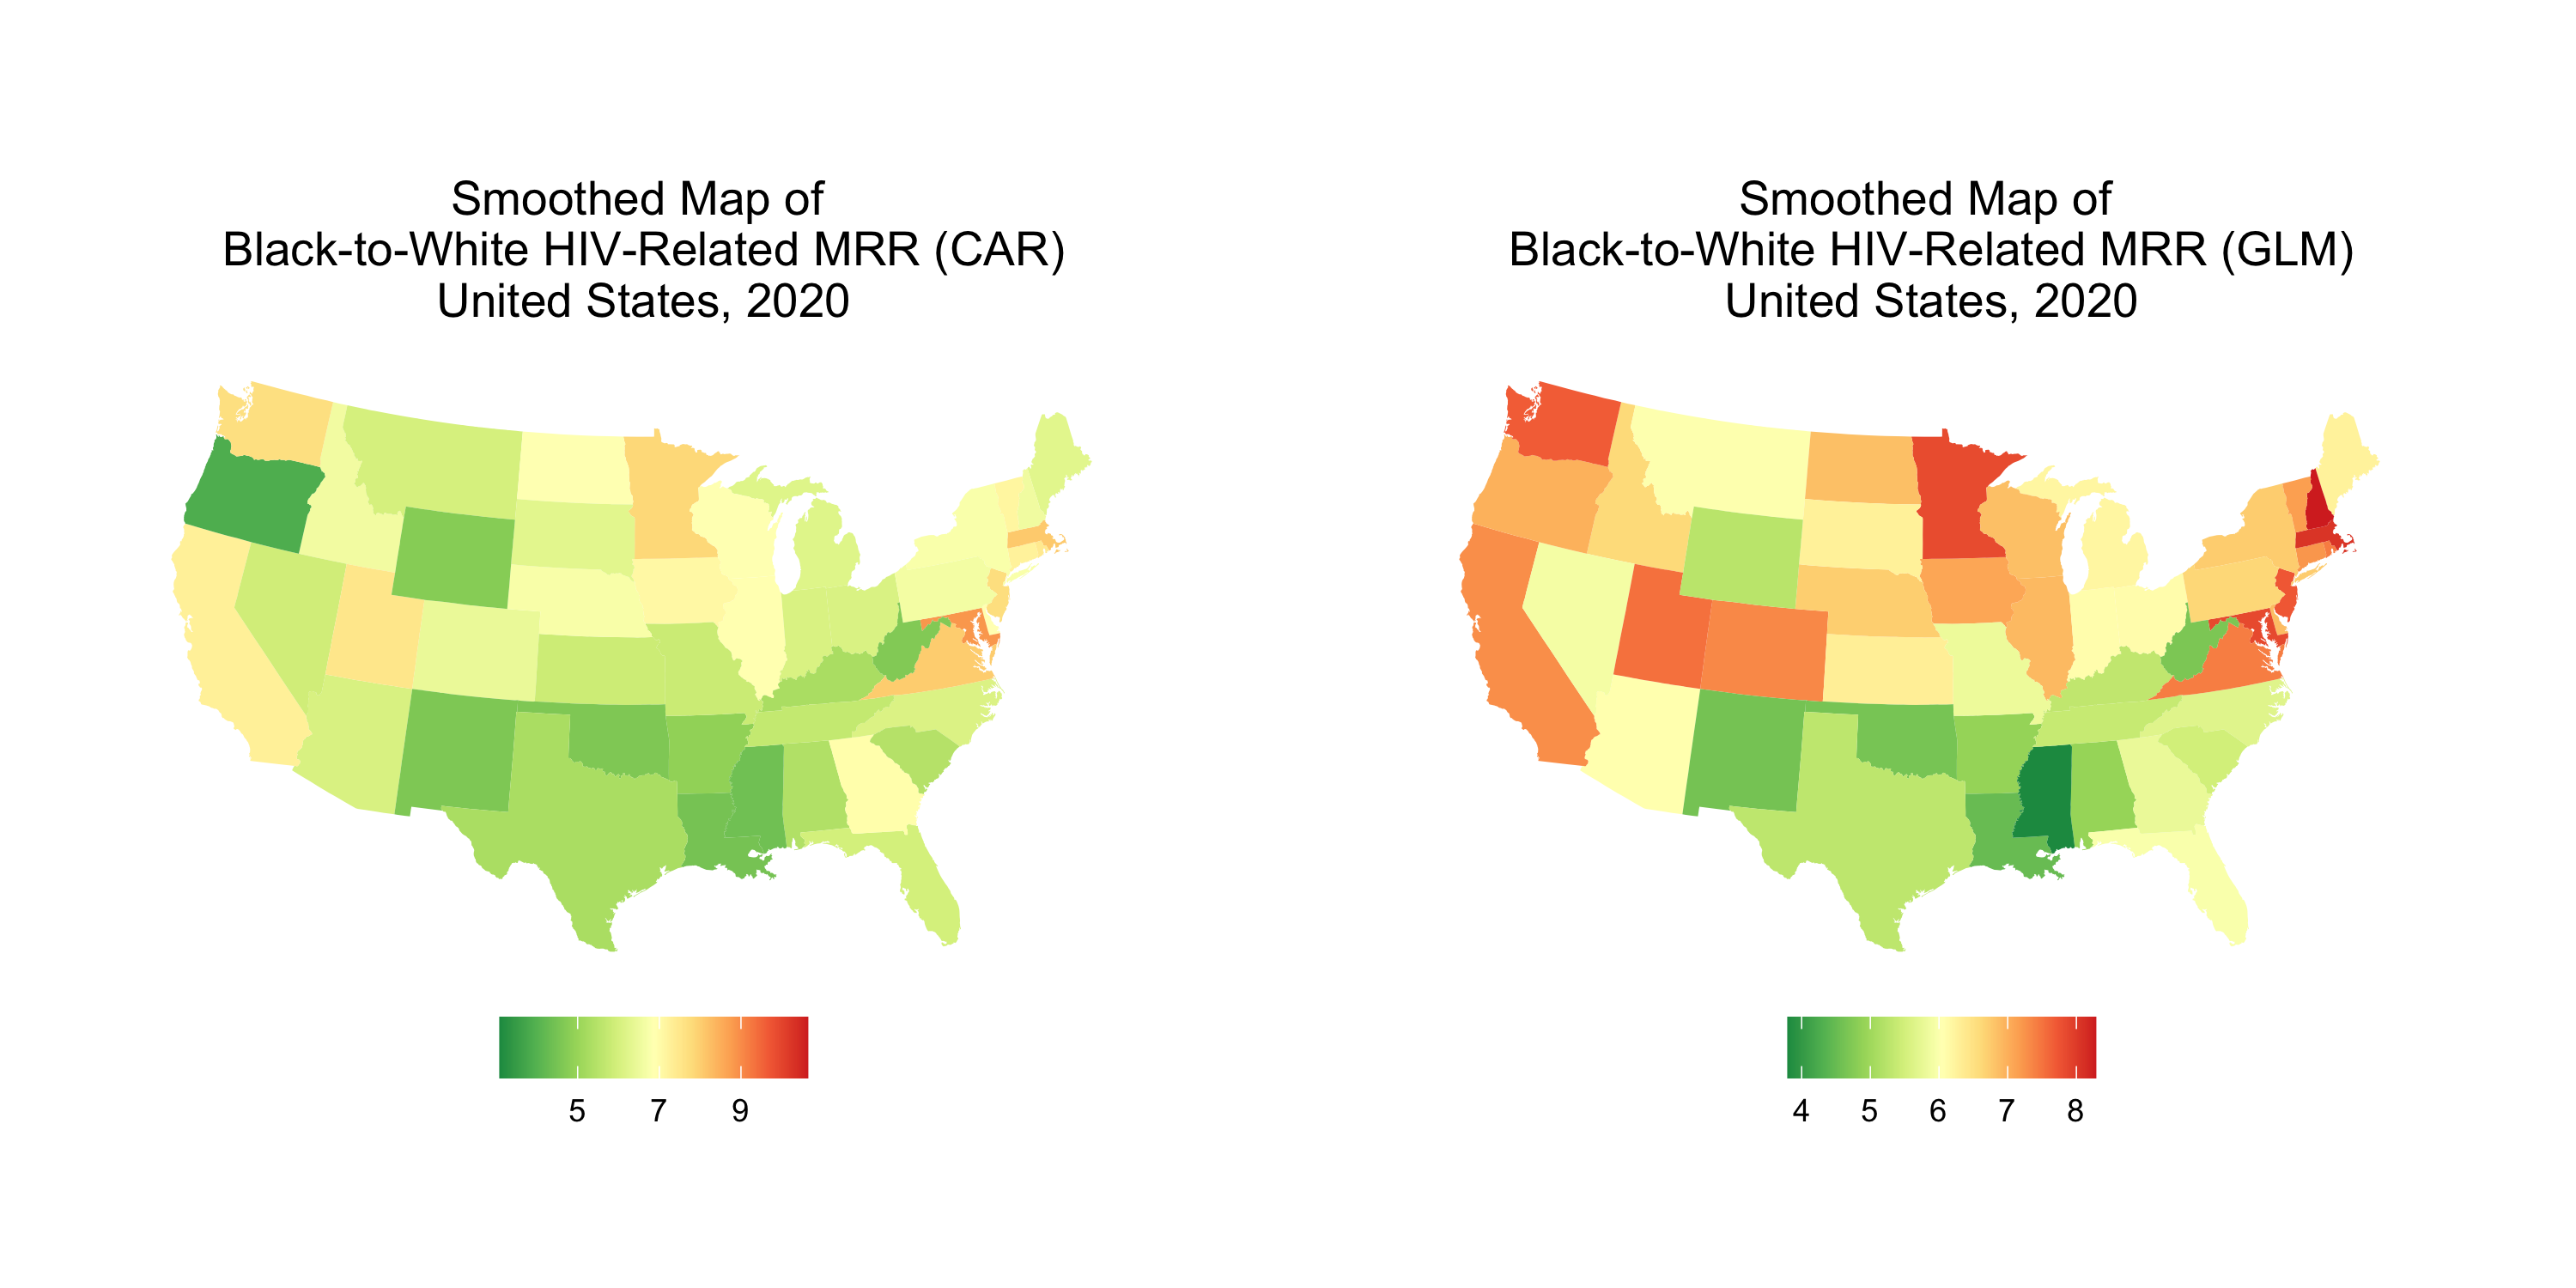 Smoothed Map of
Black-to-White HIV-Related MRR (CAR)
United States, 2020
5 7 9
Smoothed Map of
Black-to-White HIV-Related MRR (GLM)
United States, 2020
4 5 6 7 8